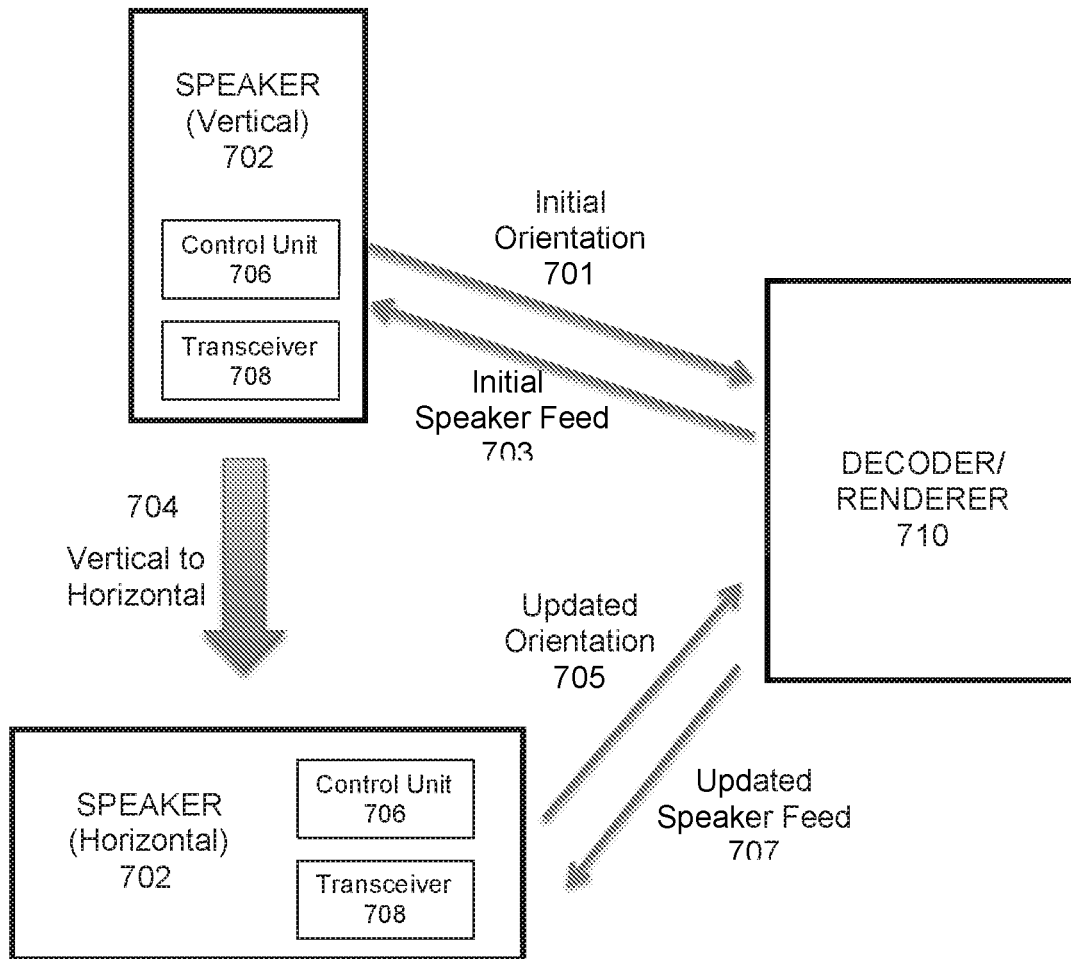 SPEAKER
(Vertical)
702
Control Unit
706
Transceiver
708
Initial
Orientation
701
Initial
Speaker Feed
703
DECODER/
RENDERER
710
704
Vertical to
Horizontal
Updated
Orientation
705
Updated
Speaker Feed
707
SPEAKER
(Horizontal)
702
Control Unit
706
Transceiver
708